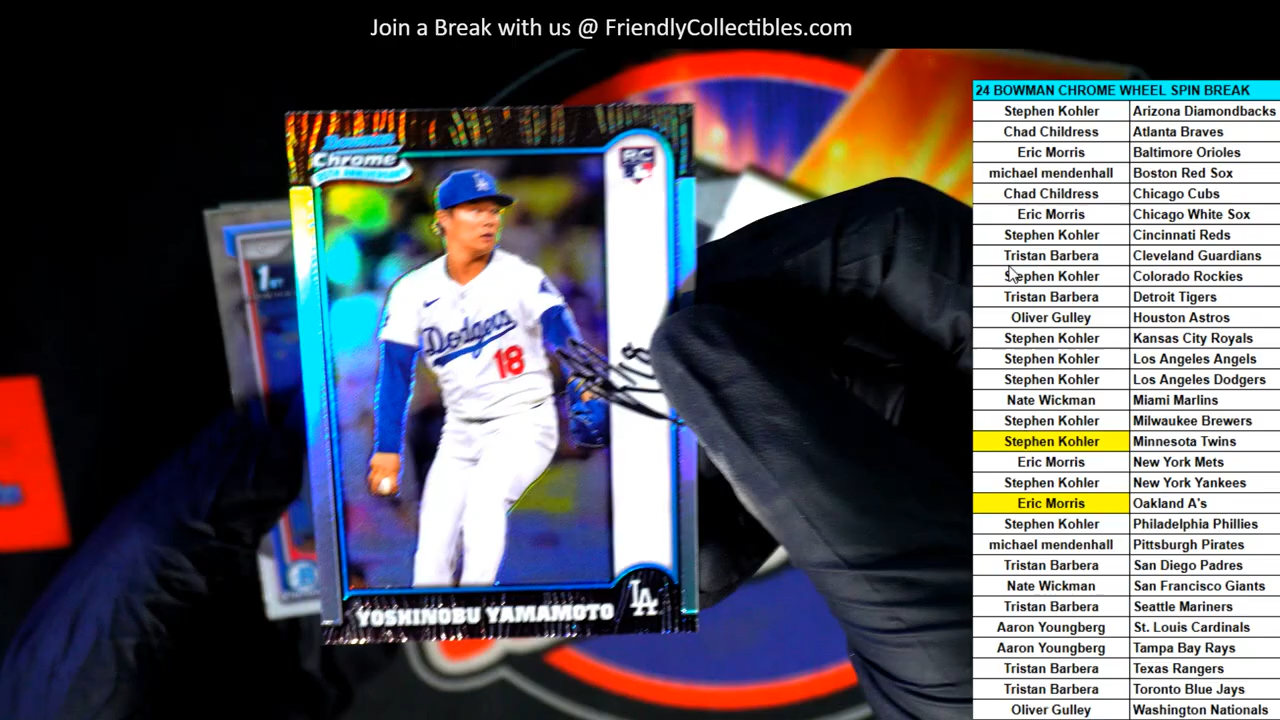 Join a Break with us @ FriendlyCollectibles.com
24 BOWMAN CHROME WHEEL SPIN BREAK
Stephen Kohler Arizona Diamondbacks
Chad Childress Atlanta Braves
Eric Morris Baltimore Orioles
michael mendenhall Boston Red Sox
Chad Childress Chicago Cubs
Eric Morris Chicago White Sox
Stephen Kohler Cincinnati Reds
Tristan Barbera Cleveland Guardians
Stephen Kohler Colorado Rockies
Tristan Barbera Detroit Tigers
Oliver Gulley Houston Astros
Stephen Kohler Kansas City Royals
Stephen Kohler Los Angeles Angels
Stephen Kohler Los Angeles Dodgers
Nate Wickman Miami Marlins
Stephen Kohler Milwaukee Brewers
Stephen Kohler Minnesota Twins
Eric Morris New York Mets
Stephen Kohler New York Yankees
Eric Morris Oakland A's
Stephen Kohler Philadelphia Phillies
michael mendenhall Pittsburgh Pirates
Tristan Barbera San Diego Padres
Nate Wickman San Francisco Giants
Tristan Barbera Seattle Mariners
Aaron Youngberg St. Louis Cardinals
Aaron Youngberg Tampa Bay Rays
Tristan Barbera Texas Rangers
Tristan Barbera Toronto Blue Jays
Oliver Gulley Washington Nationals
Bowman
Chrome
RC
LA
Dodgers
18
1ST
YOSHINOBU YAMAMOTO
LA